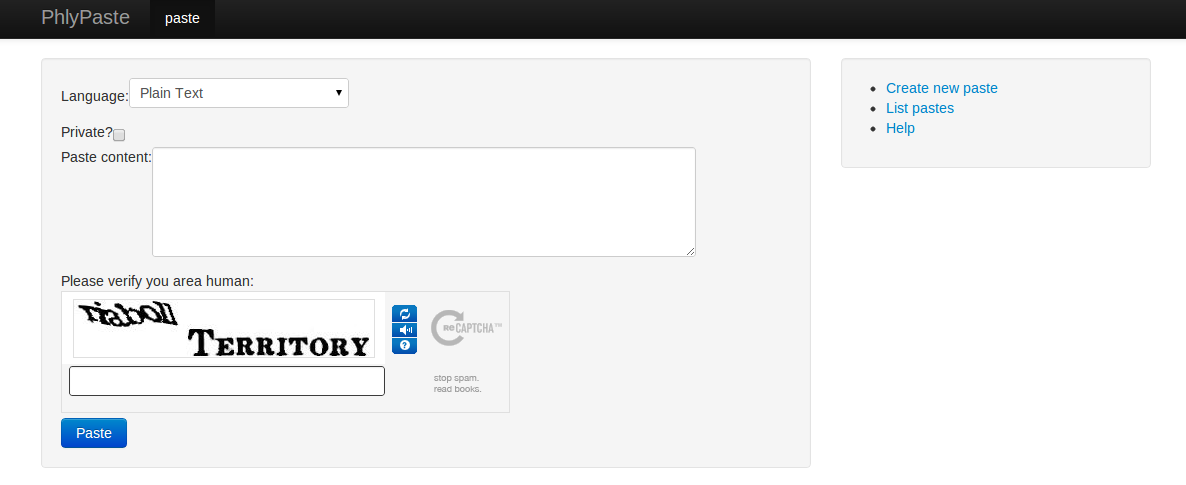 PhlyPaste paste
Language: Plain Text
Private?
Paste content:
Please verify you area human:
TERRITORY
reCAPTCHA™
stop spam.
read books.
Paste
Create new paste
List pastes
Help